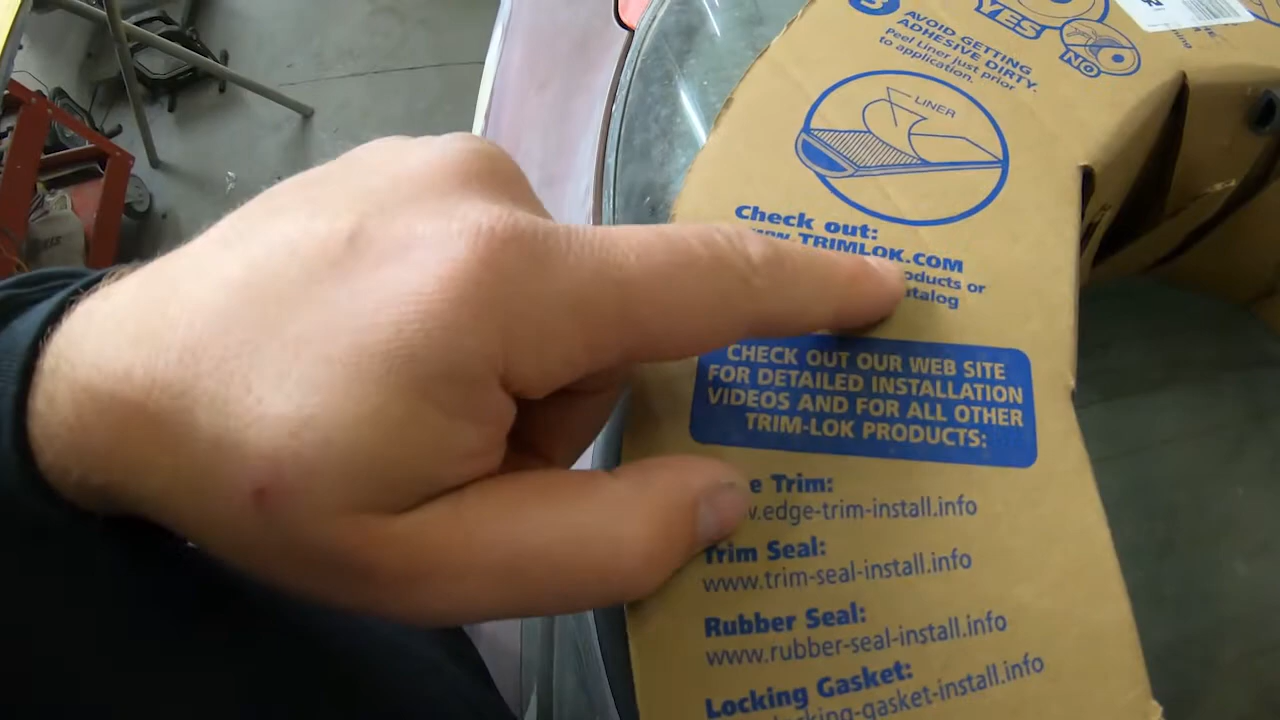 3
YES
NO
AVOID GETTING
ADHESIVE DIRTY.
Peel Liner just prior
to application.
LINER
Check out:
TRIMLOK.COM
or
CHECK OUT OUR WEB SITE
FOR DETAILED INSTALLATION
VIDEOS AND FOR ALL OTHER
TRIM-LOK PRODUCTS:
Trim:
.edge-trim-install.info
Trim Seal:
www.trim-seal-install.info
Rubber Seal:
www.rubber-seal-install.info
Locking Gasket:
locking-gasket-install.info